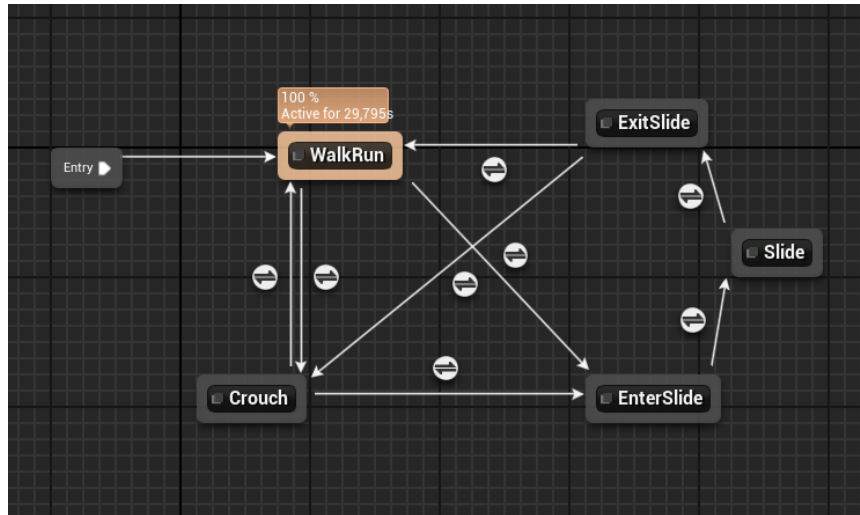 100 %
Active for 29,795s
ExitSlide
WalkRun
Entry
Slide
Crouch
EnterSlide